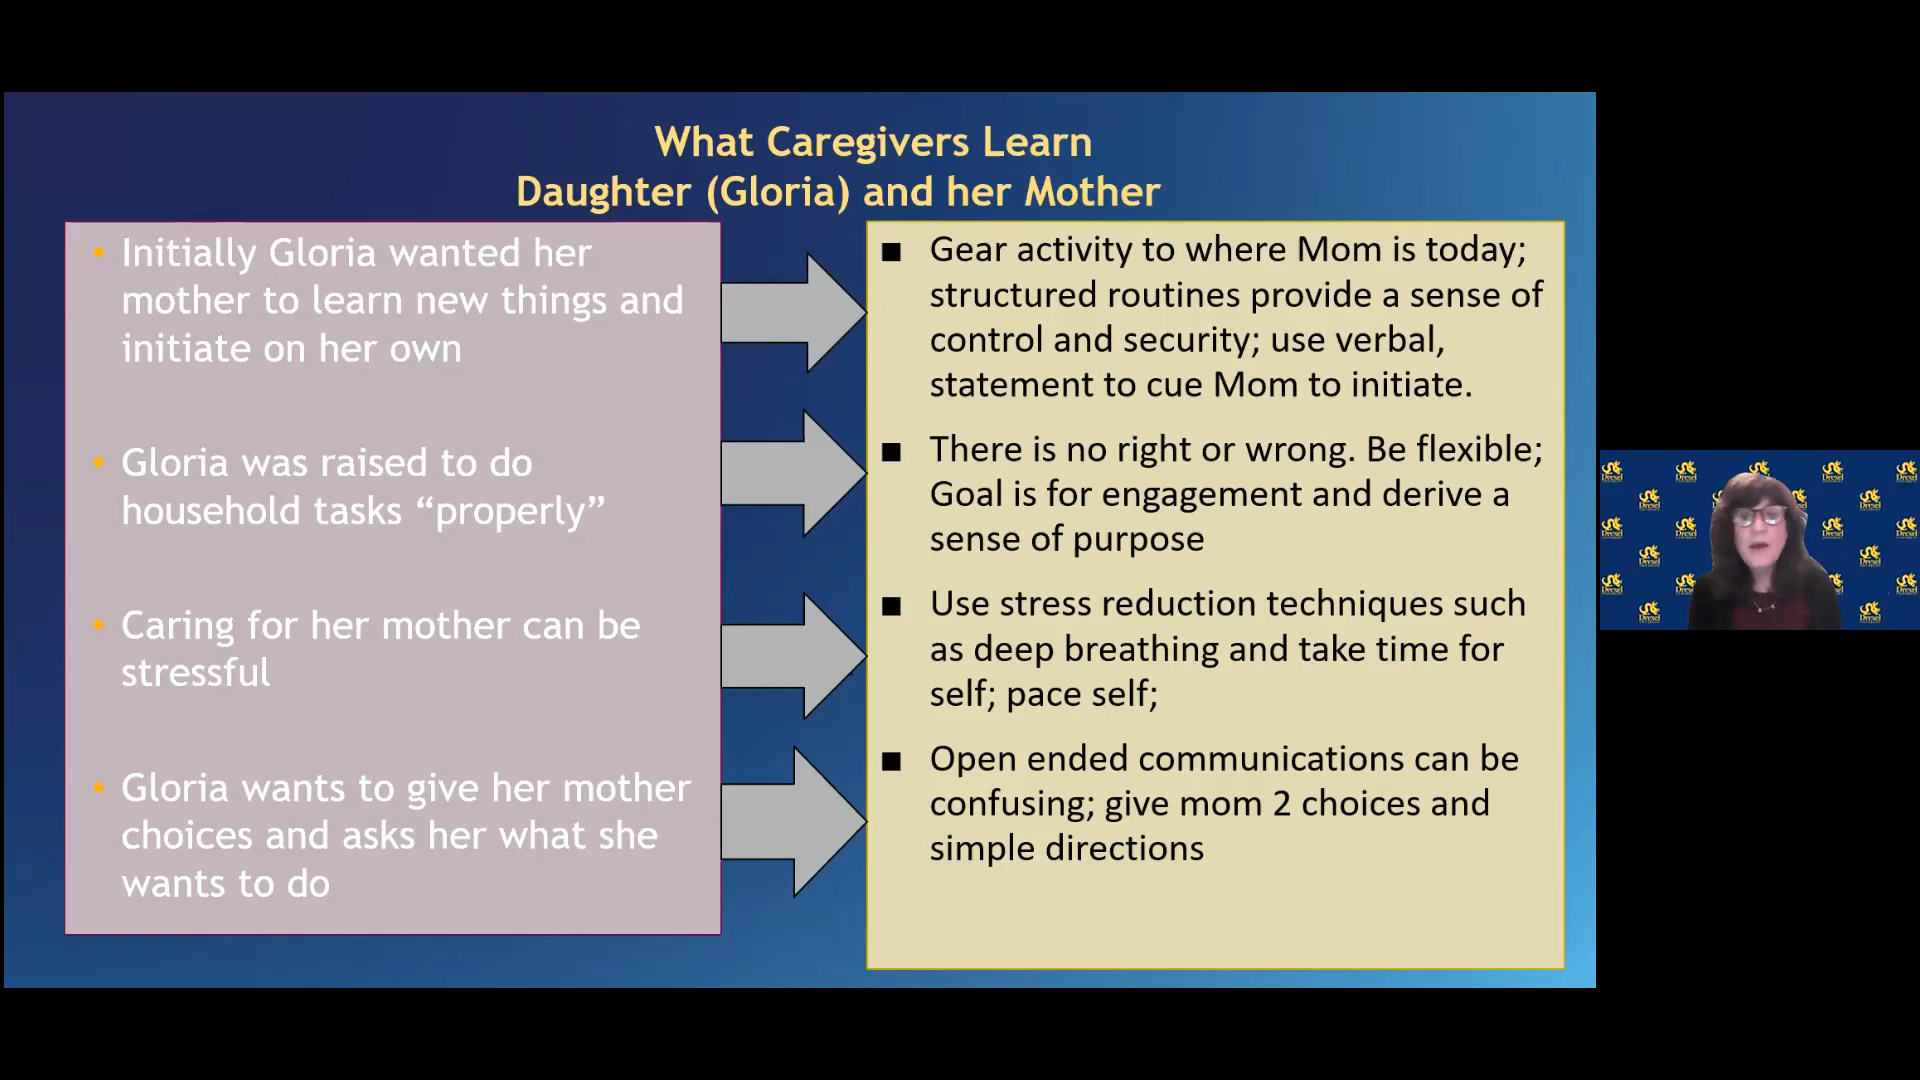 What Caregivers Learn
Daughter (Gloria) and her Mother
• Initially Gloria wanted her
mother to learn new things and
initiate on her own
• Gloria was raised to do
household tasks “properly”
• Caring for her mother can be
stressful
• Gloria wants to give her mother
choices and asks her what she
wants to do
■ Gear activity to where Mom is today;
structured routines provide a sense of
control and security; use verbal,
statement to cue Mom to initiate.
■ There is no right or wrong. Be flexible;
Goal is for engagement and derive a
sense of purpose
■ Use stress reduction techniques such
as deep breathing and take time for
self; pace self;
■ Open ended communications can be
confusing; give mom 2 choices and
simple directions
Drexel